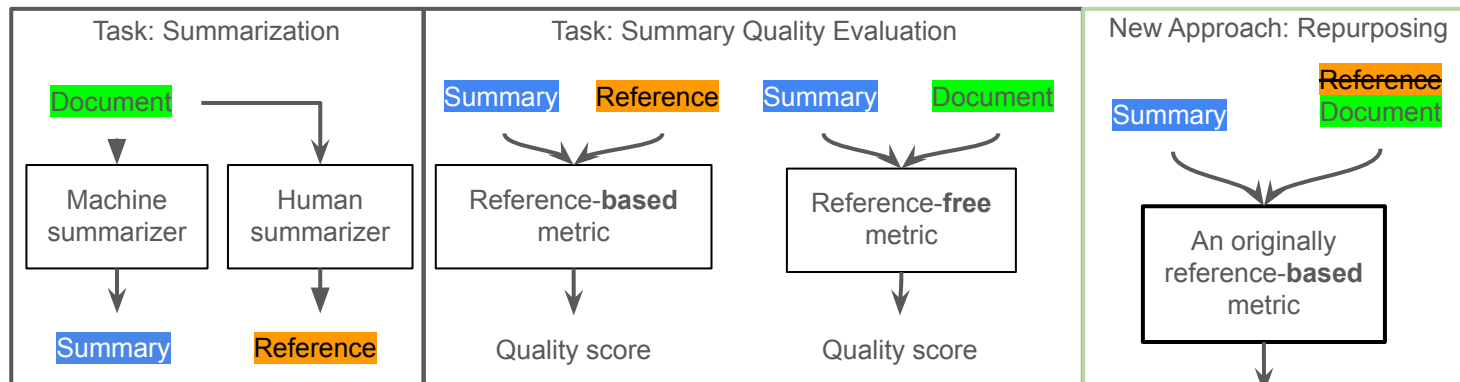 Task: Summarization
Document
Machine
summarizer
Human
summarizer
Summary
Reference
Task: Summary Quality Evaluation
Summary
Reference
Reference-based
metric
Quality score
Summary
Document
Reference-free
metric
Quality score
New Approach: Repurposing
Reference
Document
Summary
An originally
reference-based
metric